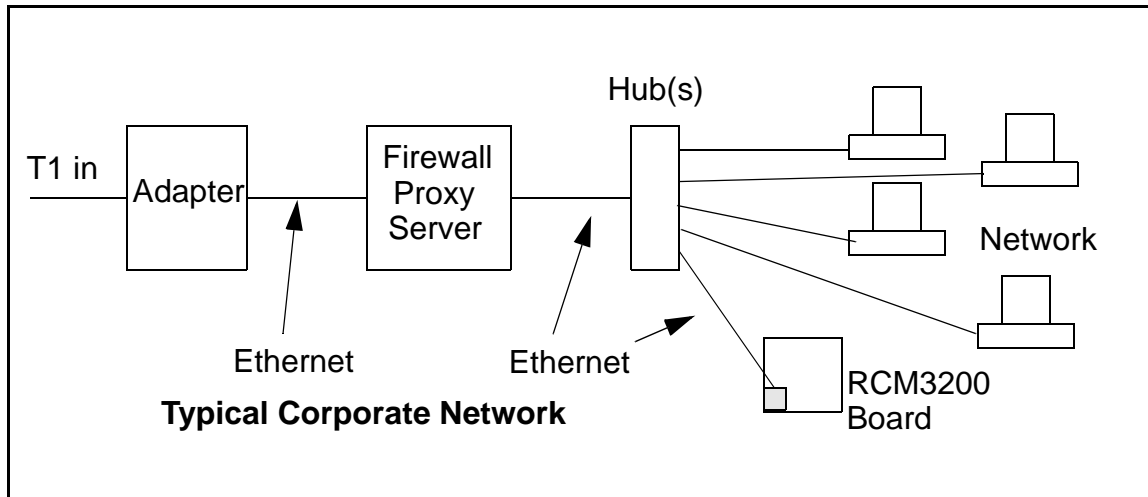 Hub(s)
T1 in
Adapter
Firewall
Proxy
Server
Network
Ethernet
Ethernet
RCM3200
Board
Typical Corporate Network